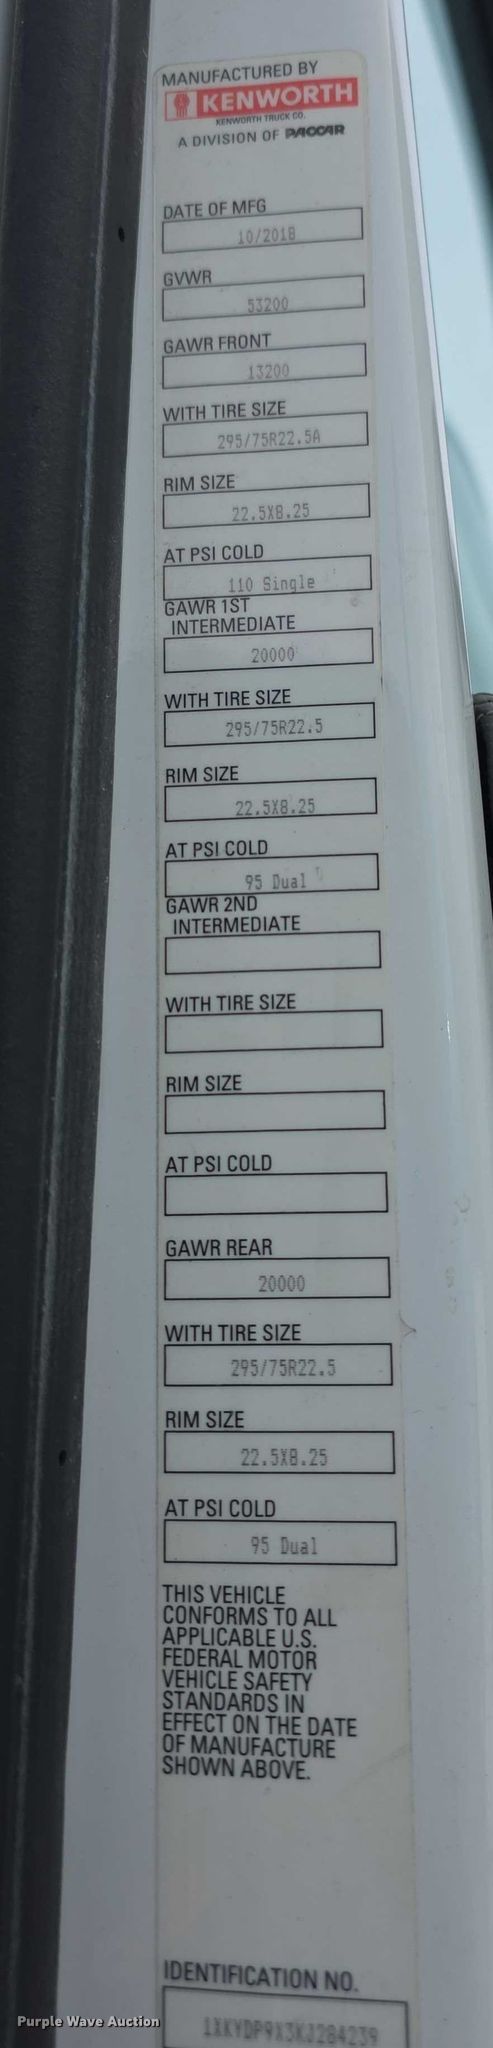 MANUFACTURED BY
KENWORTH
KENWORTH TRUCK CO.
A DIVISION OF PACCAR
DATE OF MFG
10/2018
GVWR
53200
GAWR FRONT
13200
WITH TIRE SIZE
295/75R22.5A
RIM SIZE
22.5X8.25
AT PSI COLD
110 Single
GAWR 1ST
INTERMEDIATE
20000
WITH TIRE SIZE
295/75R22.5
RIM SIZE
22.5X8.25
AT PSI COLD
95 Dual
GAWR 2ND
INTERMEDIATE
WITH TIRE SIZE
RIM SIZE
AT PSI COLD
GAWR REAR
20000
WITH TIRE SIZE
295/75R22.5
RIM SIZE
22.5X8.25
AT PSI COLD
95 Dual
THIS VEHICLE
CONFORMS TO ALL
APPLICABLE U.S.
FEDERAL MOTOR
VEHICLE SAFETY
STANDARDS IN
EFFECT ON THE DATE
OF MANUFACTURE
SHOWN ABOVE.
IDENTIFICATION NO.
1XKYDP9X3KJ284239
Purple Wave Auction